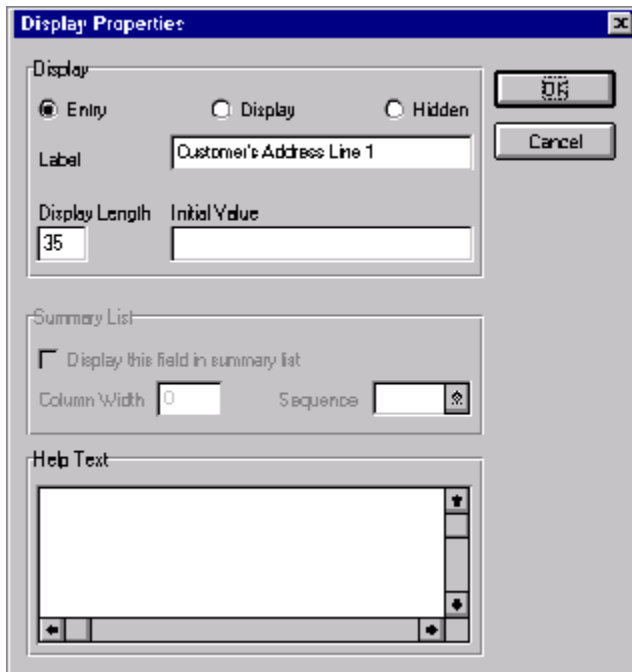 Display Properties
Display
Entry Display Hidden
OK
Label Customer's Address Line 1
Cancel
Display Length Initial Value
35
Summary List
Display this field in summary list
Column Width 0 Sequence
Help Text